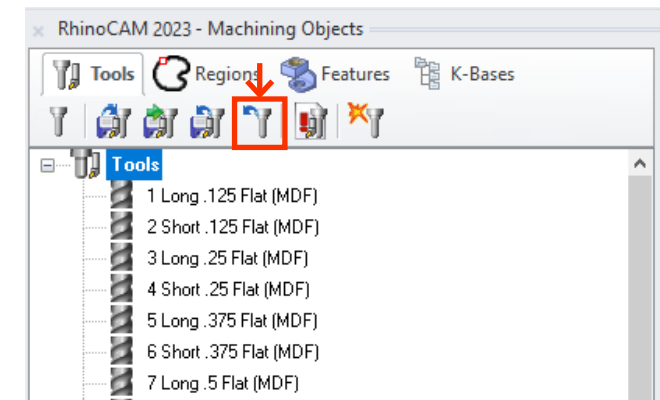 RhinoCAM 2023 - Machining Objects
Tools Regions Features K-Bases
Tools
1 Long .125 Flat (MDF)
2 Short .125 Flat (MDF)
3 Long .25 Flat (MDF)
4 Short .25 Flat (MDF)
5 Long .375 Flat (MDF)
6 Short .375 Flat (MDF)
7 Long .5 Flat (MDF)